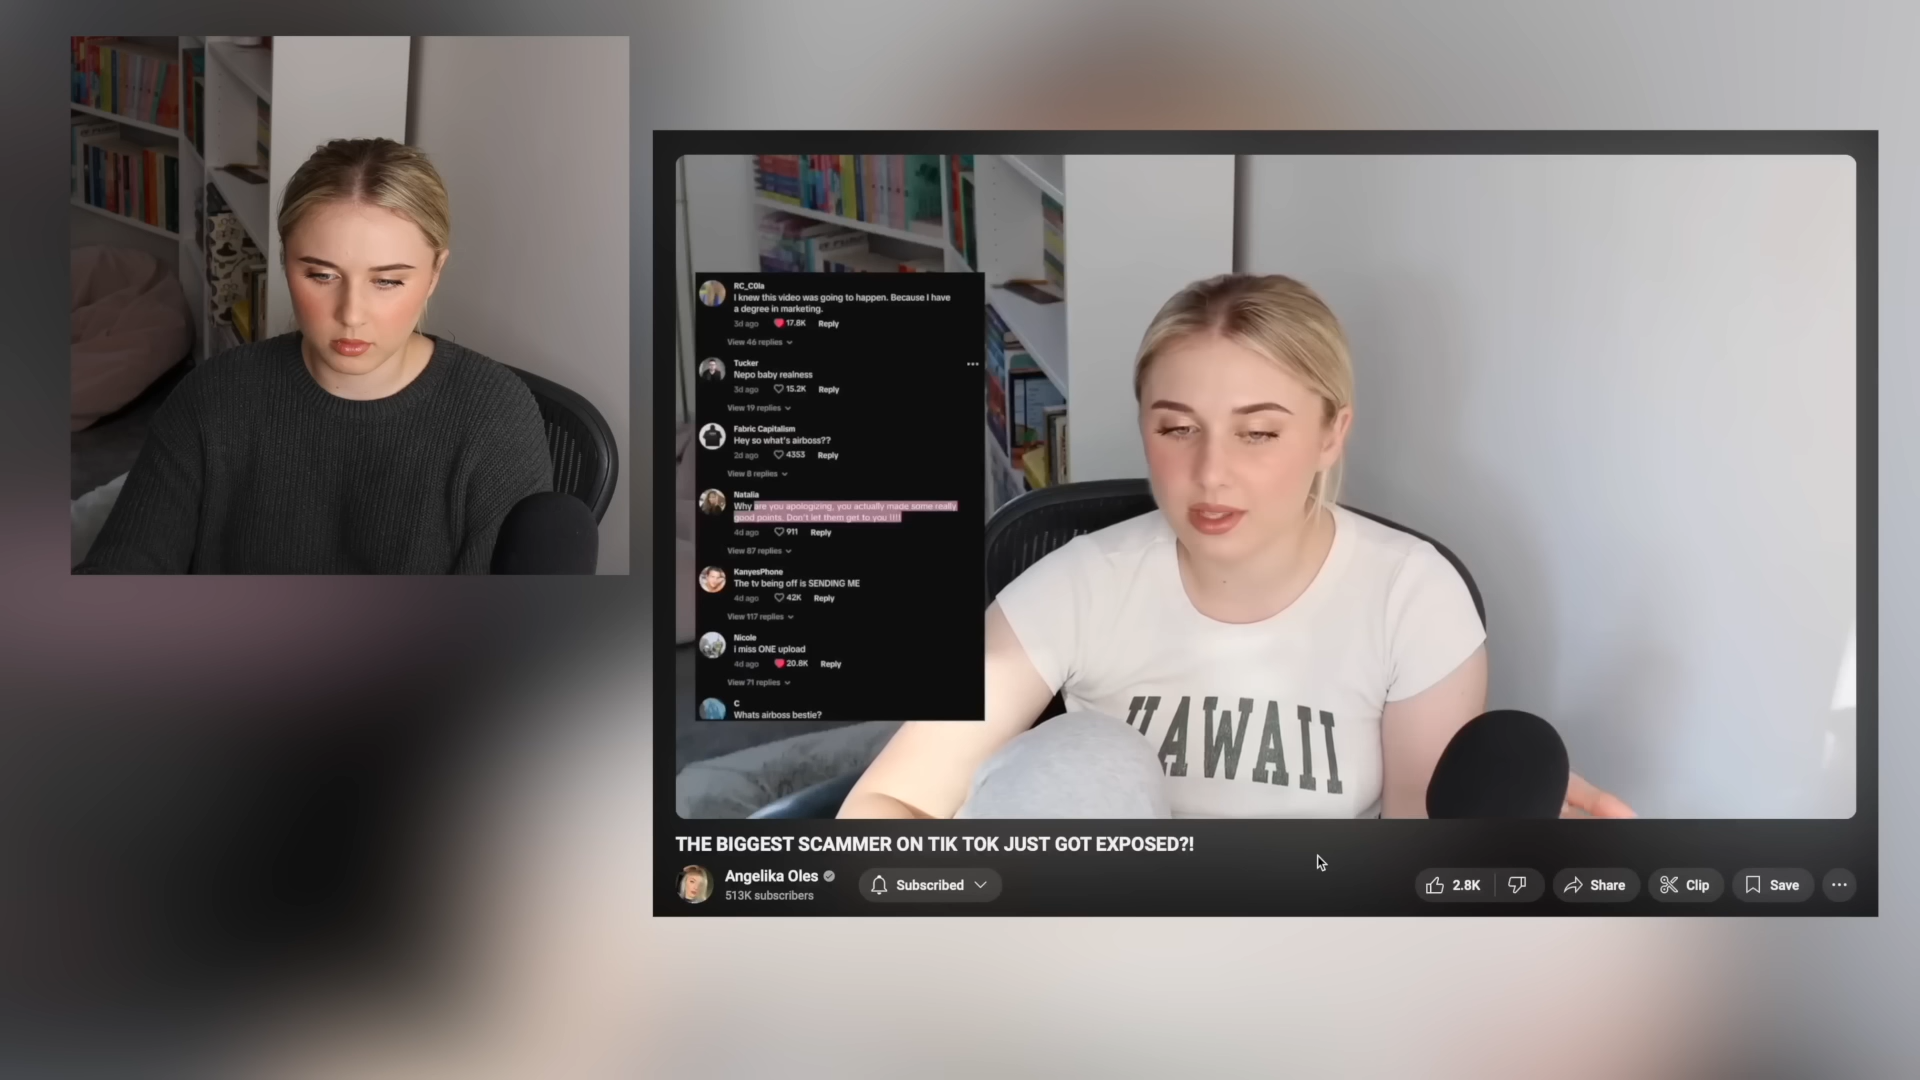 RC_C0la
I knew this video was going to happen. Because I have
a degree in marketing.
3d ago 17.8K Reply
View 46 replies
Tucker
Nepo baby realness
3d ago 15.2K Reply
View 19 replies
Fabric Capitalism
Hey so what's airboss??
2d ago 4353 Reply
View 8 replies
Natalia
Why are you apologizing, you actually made some really
good points. Don't let them get to you !!!!
4d ago 911 Reply
View 87 replies
KanyesPhone
The tv being off is SENDING ME
4d ago 42K Reply
View 117 replies
Nicole
I miss ONE upload
4d ago 20.8K Reply
View 71 replies
C
Whats airboss bestie?
HAWAII
THE BIGGEST SCAMMER ON TIK TOK JUST GOT EXPOSED?!
Angelika Oles
513K subscribers
Subscribed
2.8K
Share
Clip
Save